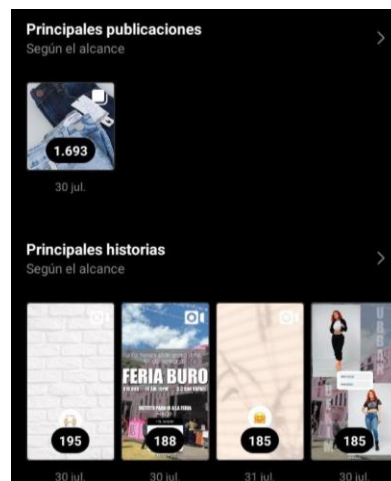 Principales publicaciones
Según el alcance
1.693
30 jul.
Principales historias
Según el alcance
FERIA BURO
195
188
185
185
30 jul.
30 jul.
31 jul.
30 jul.